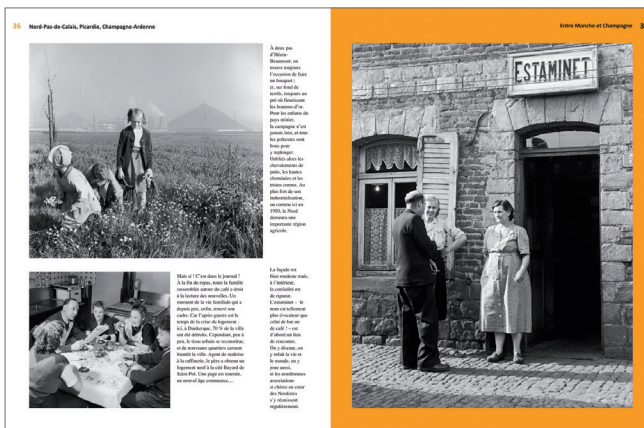 36 Nord-Pas-de-Calais, Picardie, Champagne-Ardenne
À deux pas
d'Hénin-
Beaumont, on
trouve toujours
l'occasion de faire
un bouquet :
et, sur fond de
terrils, toujours un
pré où fleurissent
les boutons d'or.
Pour les enfants du
pays minier,
la campagne n'est
jamais loin, et tous
les prétextes sont
bons pour
y replonger.
Oubliés alors les
chevalements de
puits, les hautes
cheminées et les
tristes corons. Au
plus fort de son
industrialisation,
ou comme ici en
1950, le Nord
demeura une
importante région
agricole.
Mais si ! C'est dans le journal !
À la fin du repas, toute la famille
rassemblée autour du café a droit
à la lecture des nouvelles. Un
moment de la vie familiale qui a
depuis peu, enfin, trouvé son
cadre. Car l'après-guerre est le
temps de la crise du logement :
ici, à Dunkerque, 70 % de la ville
ont été détruits. Cependant, peu à
peu, le tissu urbain se reconstitue,
et de nouveaux quartiers cernent
bientôt la ville. Agent de maîtrise
à la raffinerie, le père a obtenu un
logement neuf à la cité Bayard de
Saint-Pol. Une page est tournée,
un nouvel âge commence…
La façade est
bien modeste mais,
à l'intérieur,
la cordialité est
de rigueur.
L'estaminet – le
nom est tellement
plus évocateur que
celui de bar ou
de café ! – est
d'abord un lieu
de rencontre.
On y discute, on
y refait la vie et
le monde, on y
joue aussi,
et les nombreuses
associations
si chères au cœur
des Nordistes
s'y réunissent
régulièrement.
Entre Manche et Champagne 3
ESTAMINET